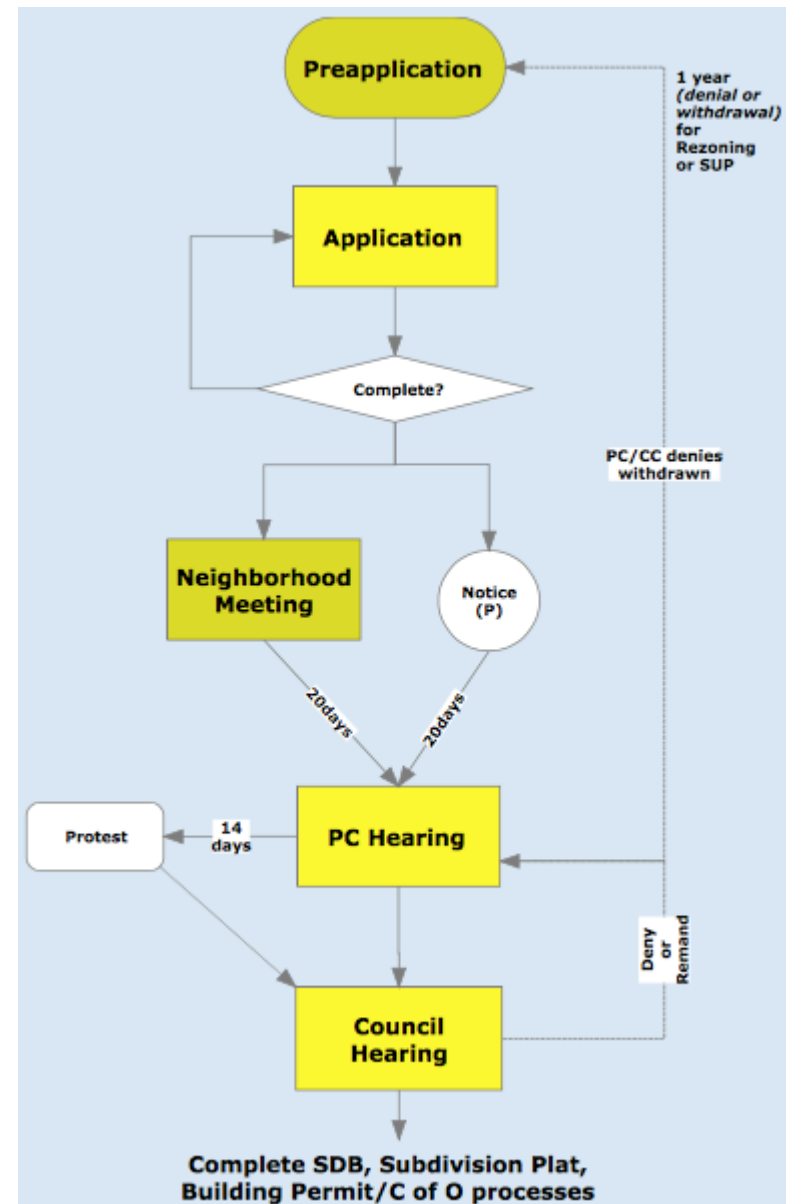 Preapplication
1 year
(denial or
withdrawal)
for
Rezoning
or SUP
Application
Complete?
PC/CC denies
withdrawn
Neighborhood
Meeting
Notice
(P)
20days
20days
Protest
14
days
PC Hearing
Deny
or
Remand
Council
Hearing
Complete SDB, Subdivision Plat,
Building Permit/C of O processes